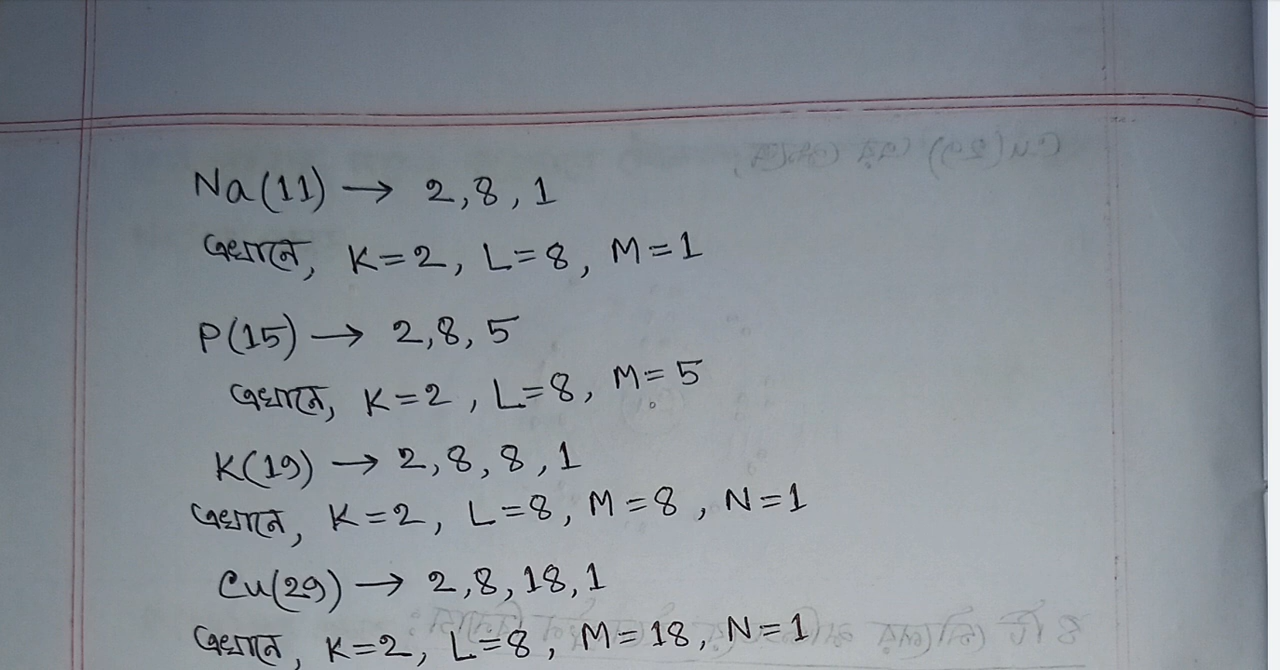 Na(11) → 2,8,1
এখানে, K=2, L=8, M=1
P(15) → 2,8,5
এখানে, K=2, L=8, M=5
K(19) → 2,8,8,1
এখানে, K=2, L=8, M=8, N=1
Cu(29) → 2,8,18,1
এখানে, K=2, L=8, M=18, N=1